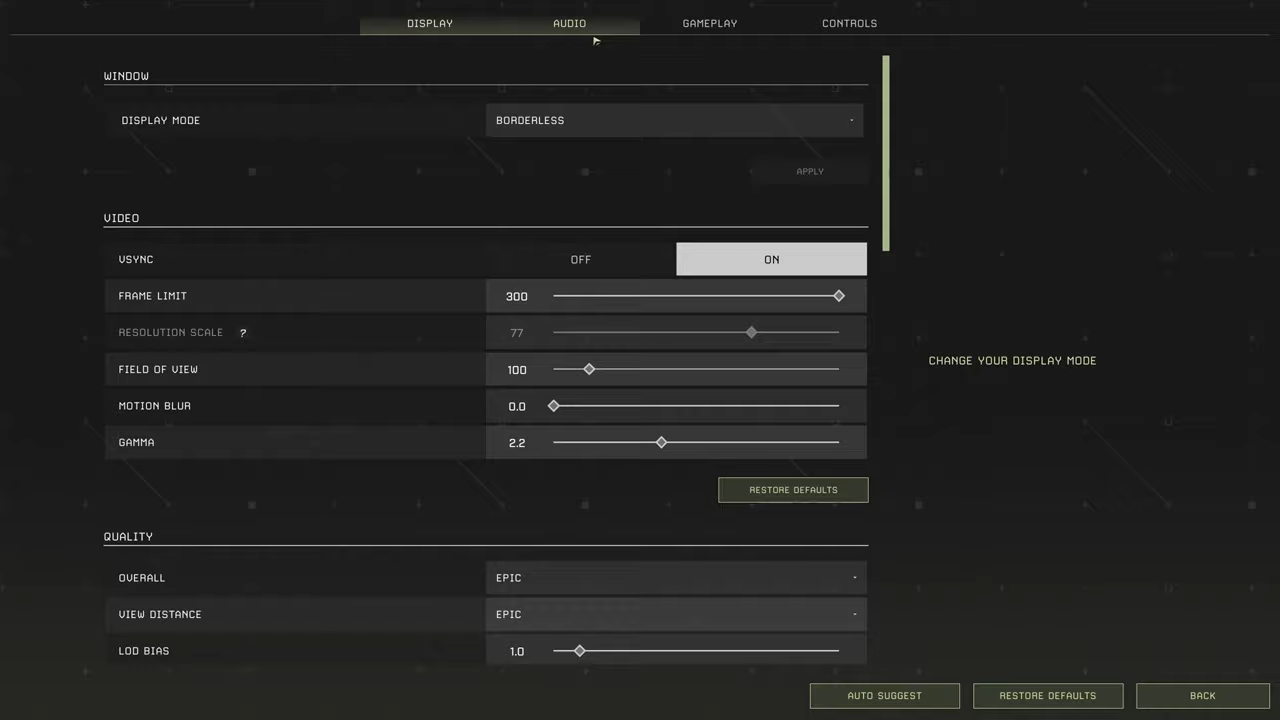 DISPLAY AUDIO GAMEPLAY CONTROLS
WINDOW
DISPLAY MODE BORDERLESS
APPLY
VIDEO
VSYNC OFF ON
FRAME LIMIT 300
RESOLUTION SCALE ? 77
FIELD OF VIEW 100
CHANGE YOUR DISPLAY MODE
MOTION BLUR 0.0
GAMMA 2.2
RESTORE DEFAULTS
QUALITY
OVERALL EPIC
VIEW DISTANCE EPIC
LOD BIAS 1.0
AUTO SUGGEST RESTORE DEFAULTS BACK